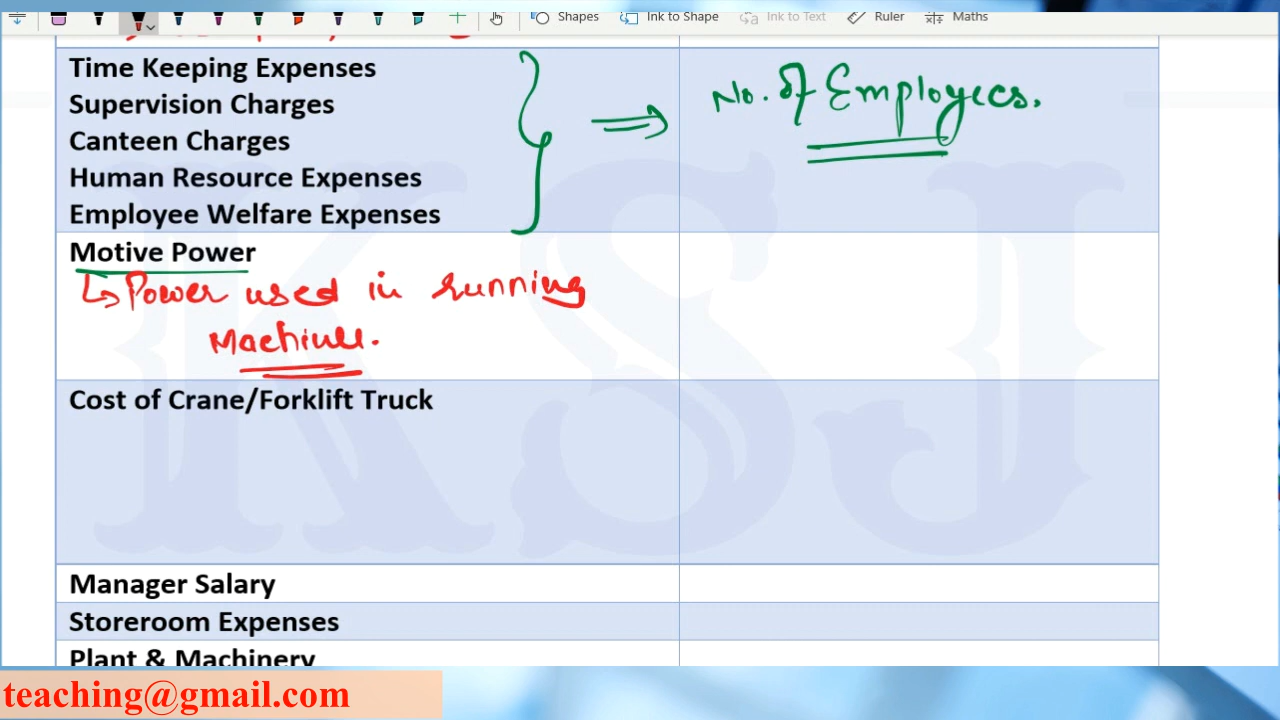 Shapes Ink to Shape Ink to Text Ruler Maths
Time Keeping Expenses
Supervision Charges
Canteen Charges
Human Resource Expenses
Employee Welfare Expenses
No. of Employees.
Motive Power
Power used in running
Machine.
Cost of Crane/Forklift Truck
Manager Salary
Storeroom Expenses
Plant & Machinery
KSJ
teaching@gmail.com